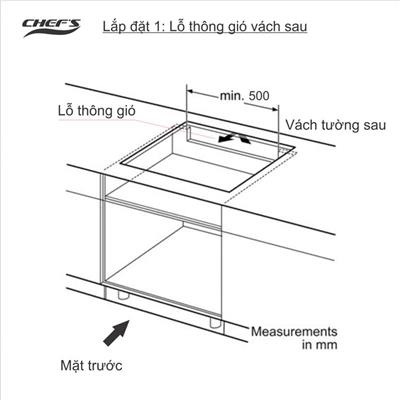 CHEF'S
Lắp đặt 1: Lỗ thông gió vách sau
min. 500
Lỗ thông gió
Vách tường sau
Measurements
in mm
Mặt trước